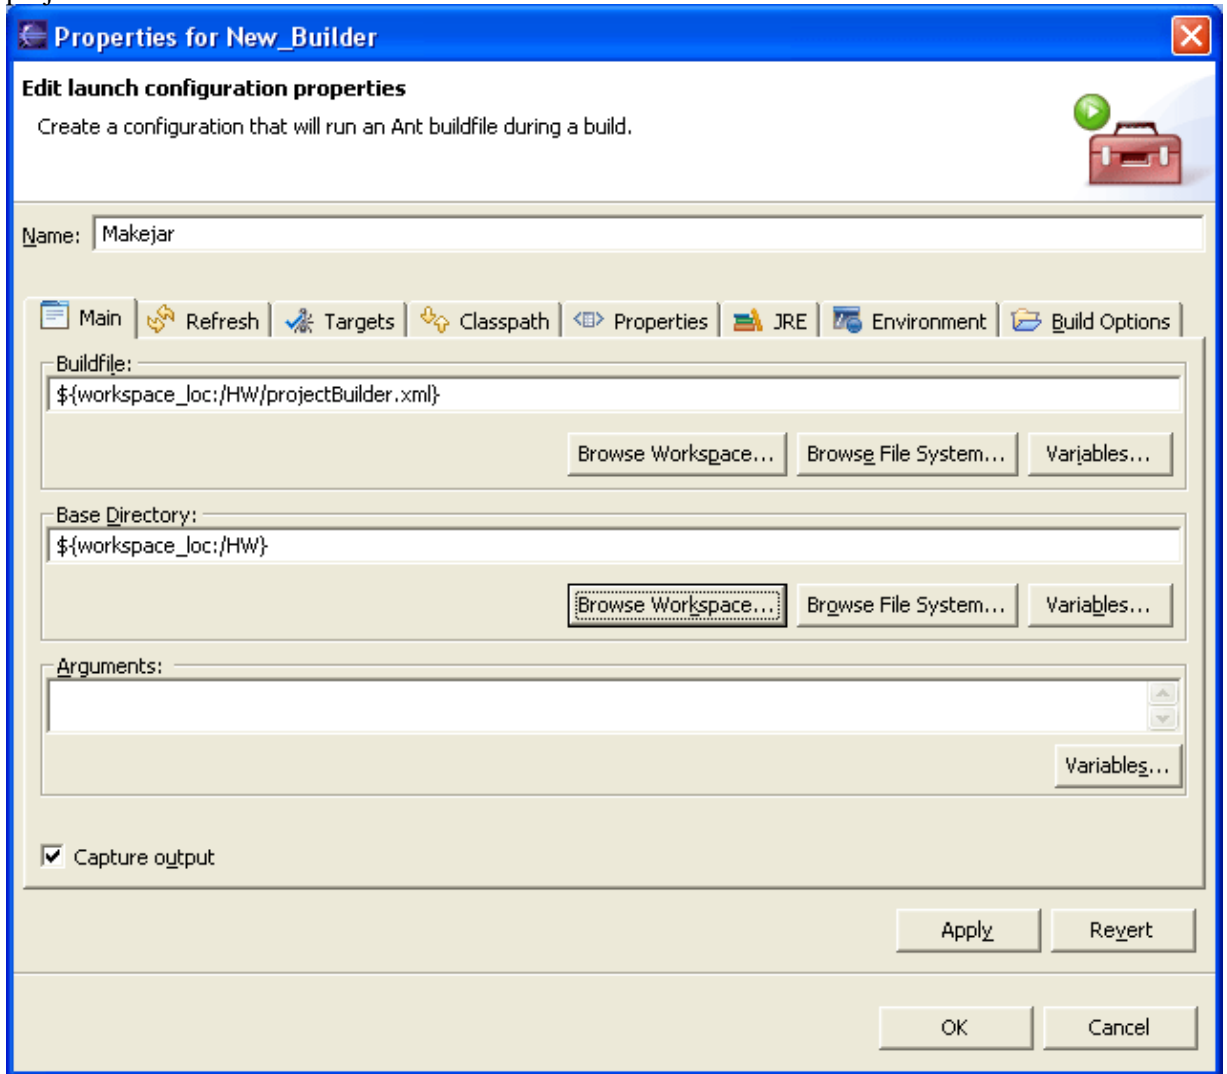 Properties for New_Builder
Edit launch configuration properties
Create a configuration that will run an Ant buildfile during a build.
Name: Makejar
Main Refresh Targets Classpath Properties JRE Environment Build Options
Buildfile:
${workspace_loc:/HW/projectBuilder.xml}
Browse Workspace... Browse File System... Variables...
Base Directory:
${workspace_loc:/HW}
Browse Workspace... Browse File System... Variables...
Arguments:
Variables...
Capture output
Apply Revert
OK Cancel